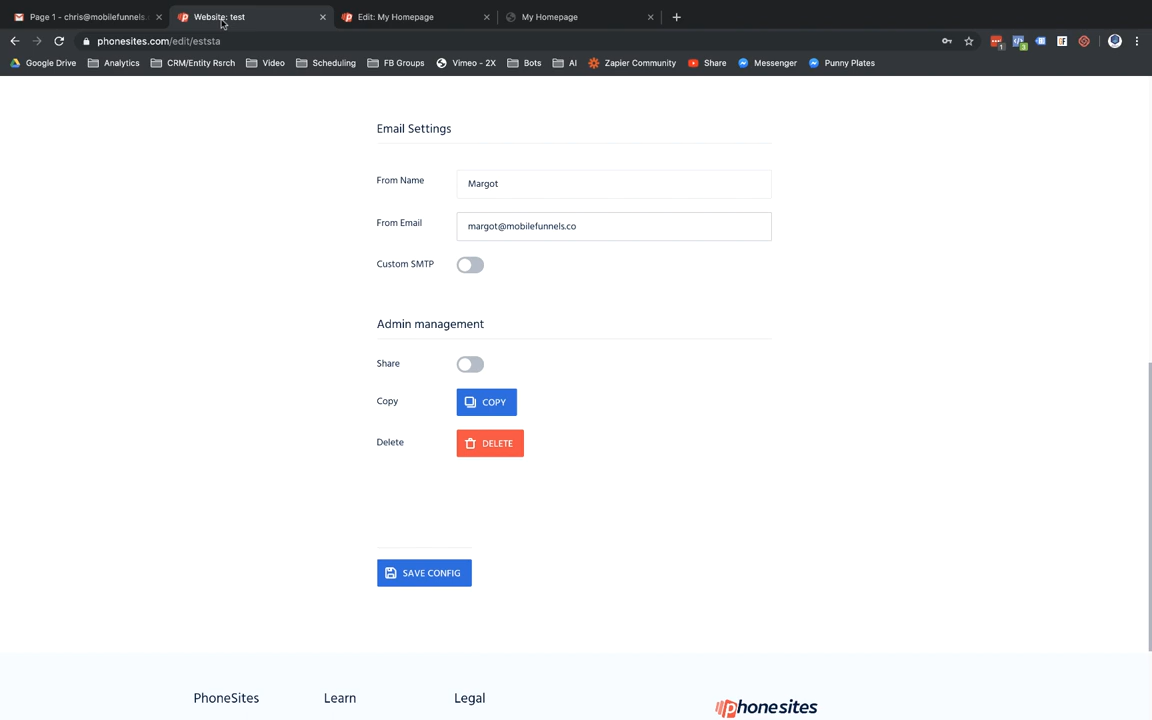 Page 1 - chris@mobilefunnels.
Website: test
Edit: My Homepage
My Homepage
phonesites.com/edit/eststa
Google Drive
Analytics
CRM/Entity Rsrch
Video
Scheduling
FB Groups
Vimeo - 2X
Bots
AI
Zapier Community
Share
Messenger
Punny Plates
Email Settings
From Name
Margot
From Email
margot@mobilefunnels.co
Custom SMTP
Admin management
Share
Copy
COPY
Delete
DELETE
SAVE CONFIG
PhoneSites
Learn
Legal
phonesites